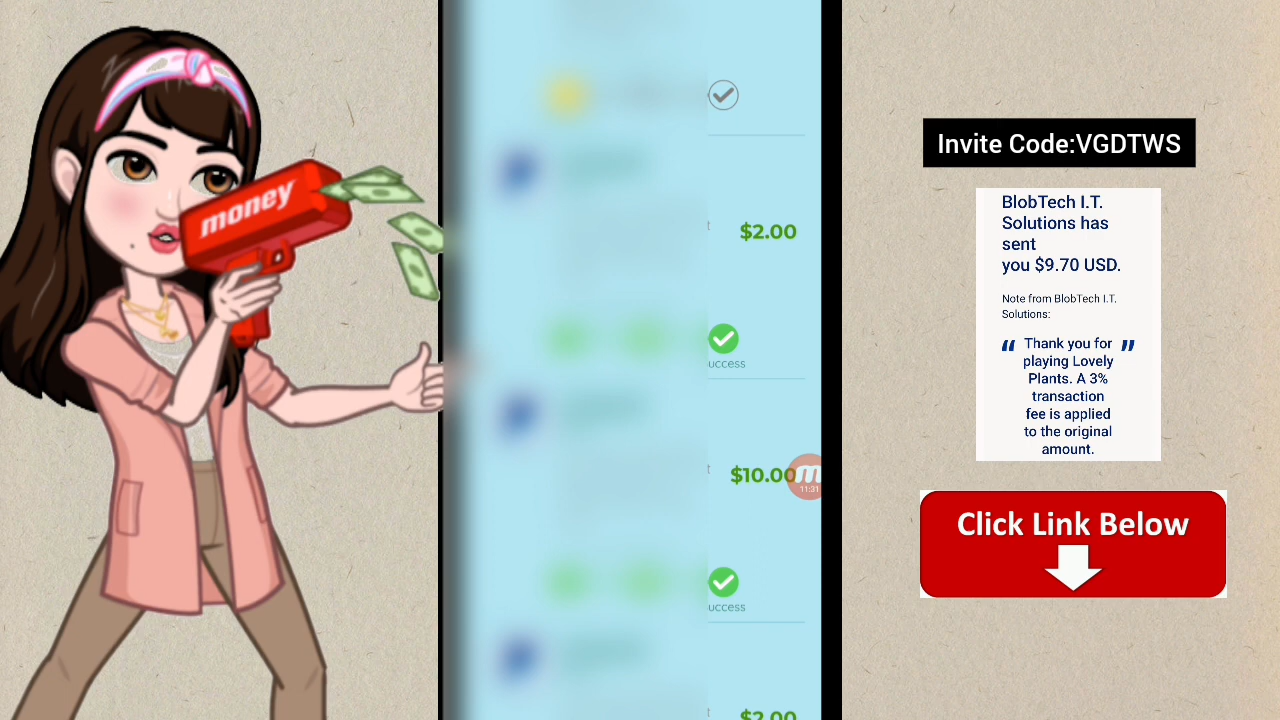 money
$2.00
uccess
$10.00
11:31
uccess
$2.00
Invite Code:VGDTWS
BlobTech I.T.
Solutions has
sent
you $9.70 USD.
Note from BlobTech I.T.
Solutions:
“ Thank you for ”
playing Lovely
Plants. A 3%
transaction
fee is applied
to the original
amount.
Click Link Below